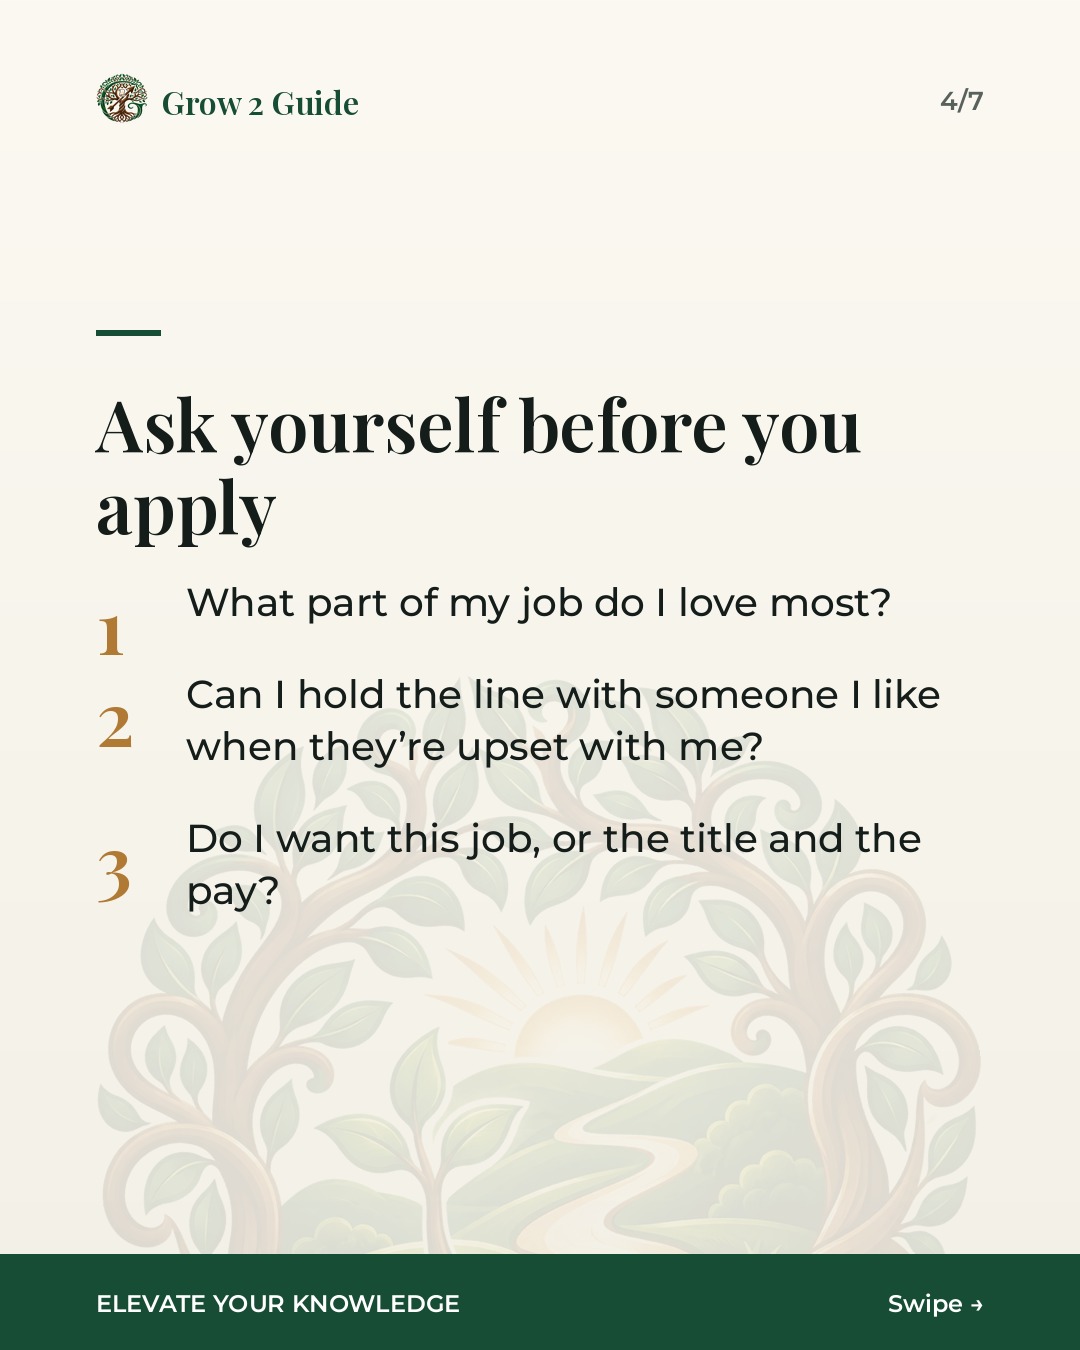 Grow 2 Guide
4/7
Ask yourself before you
apply
1 What part of my job do I love most?
2 Can I hold the line with someone I like
when they’re upset with me?
3 Do I want this job, or the title and the
pay?
ELEVATE YOUR KNOWLEDGE
Swipe →